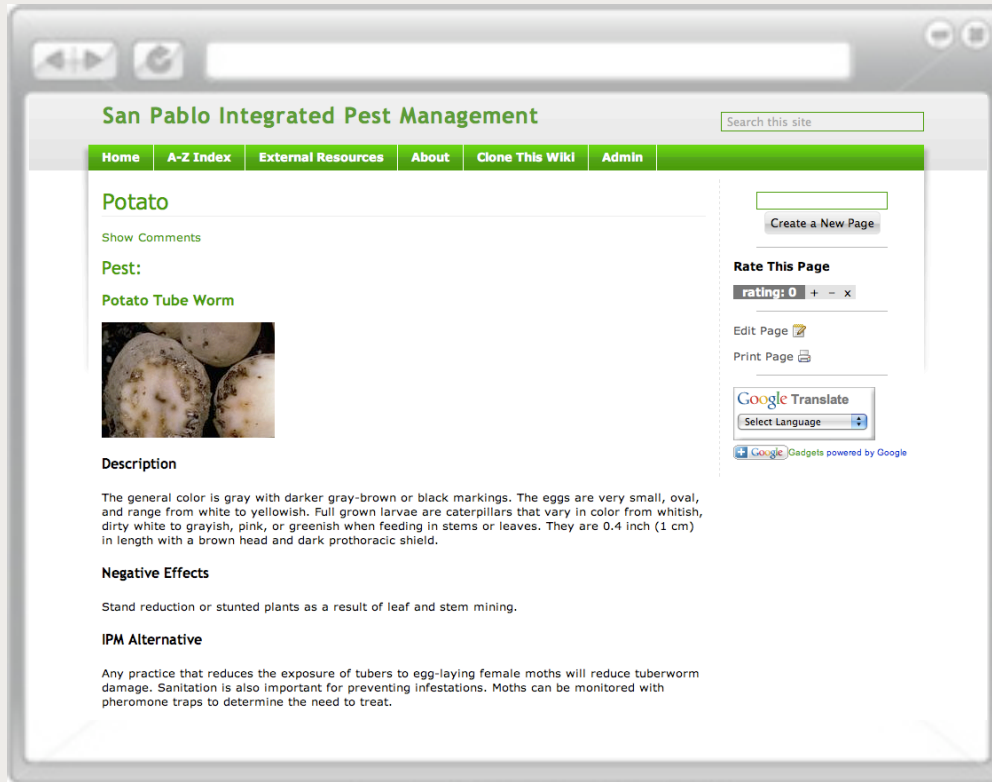 San Pablo Integrated Pest Management
Search this site
Home A-Z Index External Resources About Clone This Wiki Admin
Potato
Show Comments
Pest:
Potato Tube Worm
Description
The general color is gray with darker gray-brown or black markings. The eggs are very small, oval,
and range from white to yellowish. Full grown larvae are caterpillars that vary in color from whitish,
dirty white to grayish, pink, or greenish when feeding in stems or leaves. They are 0.4 inch (1 cm)
in length with a brown head and dark prothoracic shield.
Negative Effects
Stand reduction or stunted plants as a result of leaf and stem mining.
IPM Alternative
Any practice that reduces the exposure of tubers to egg-laying female moths will reduce tuberworm
damage. Sanitation is also important for preventing infestations. Moths can be monitored with
pheromone traps to determine the need to treat.
Create a New Page
Rate This Page
rating: 0 + – x
Edit Page
Print Page
Google Translate
Select Language
Google Gadgets powered by Google